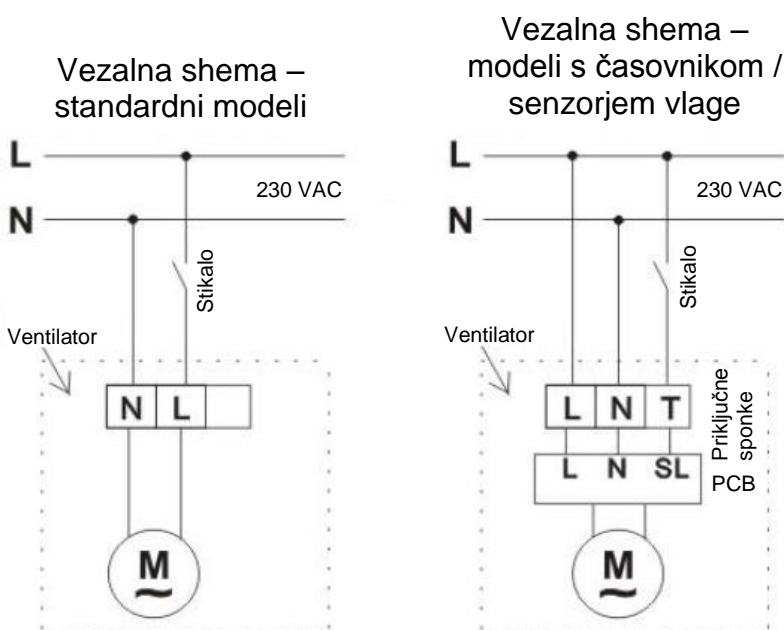 Vezalna shema –
standardni modeli
L
230 VAC
N
Stikalo
Ventilator
N L
M
~
Vezalna shema –
modeli s časovnikom /
senzorjem vlage
L
230 VAC
N
Stikalo
Ventilator
L N T
Priključne
sponke
L N SL
PCB
M
~